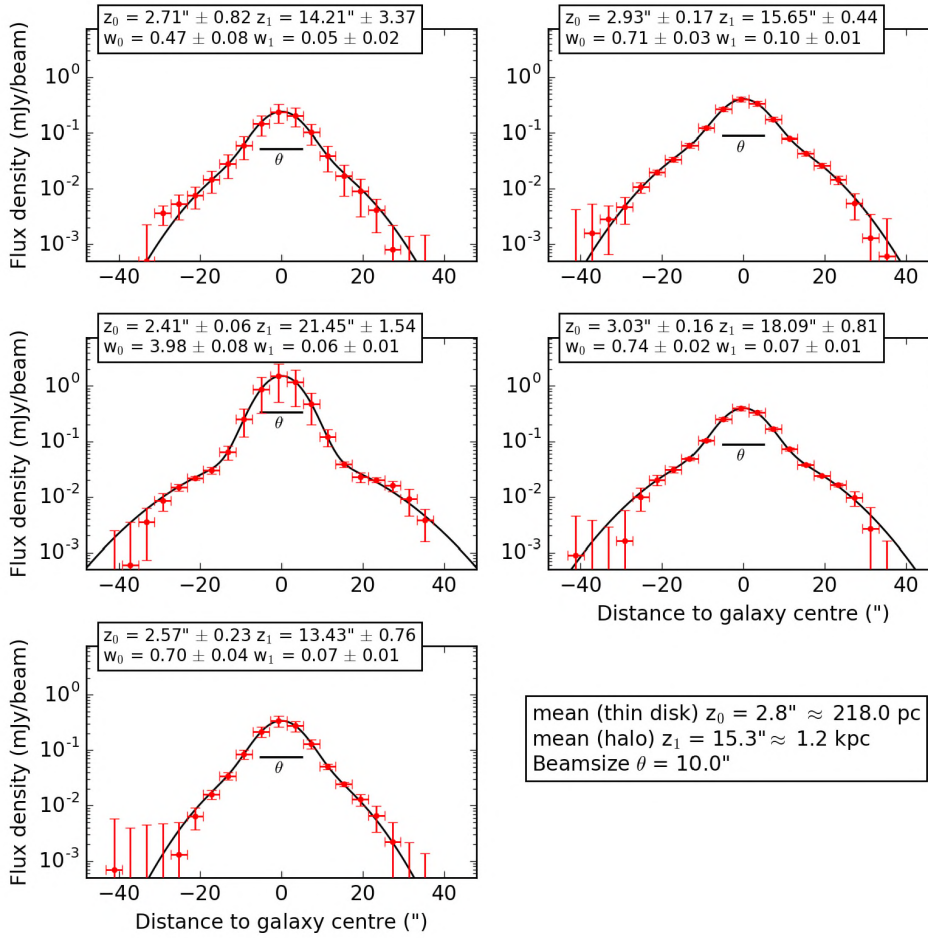 z₀ = 2.71" ± 0.82 z₁ = 14.21" ± 3.37
w₀ = 0.47 ± 0.08 w₁ = 0.05 ± 0.02
Flux density (mJy/beam)
10⁰
10⁻¹
10⁻²
10⁻³
θ
−40 −20 0 20 40
z₀ = 2.93" ± 0.17 z₁ = 15.65" ± 0.44
w₀ = 0.71 ± 0.03 w₁ = 0.10 ± 0.01
10⁰
10⁻¹
10⁻²
10⁻³
θ
−40 −20 0 20 40
z₀ = 2.41" ± 0.06 z₁ = 21.45" ± 1.54
w₀ = 3.98 ± 0.08 w₁ = 0.06 ± 0.01
Flux density (mJy/beam)
10⁰
10⁻¹
10⁻²
10⁻³
θ
−40 −20 0 20 40
z₀ = 3.03" ± 0.16 z₁ = 18.09" ± 0.81
w₀ = 0.74 ± 0.02 w₁ = 0.07 ± 0.01
10⁰
10⁻¹
10⁻²
10⁻³
θ
−40 −20 0 20 40
Distance to galaxy centre (")
z₀ = 2.57" ± 0.23 z₁ = 13.43" ± 0.76
w₀ = 0.70 ± 0.04 w₁ = 0.07 ± 0.01
Flux density (mJy/beam)
10⁰
10⁻¹
10⁻²
10⁻³
θ
−40 −20 0 20 40
Distance to galaxy centre (")
mean (thin disk) z₀ = 2.8" ≈ 218.0 pc
mean (halo) z₁ = 15.3" ≈ 1.2 kpc
Beamsize θ = 10.0"